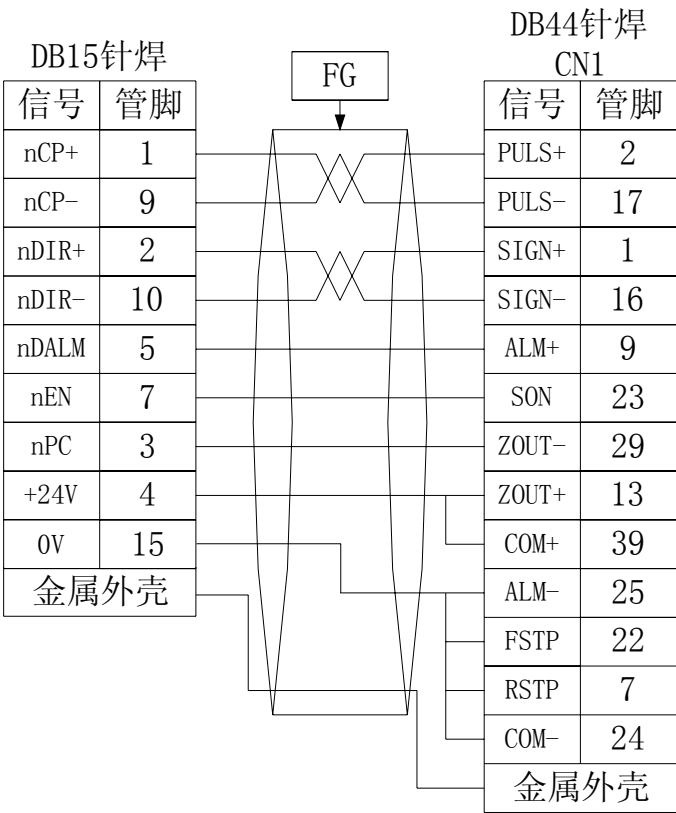 DB15针焊
信号 管脚
nCP+ 1
nCP- 9
nDIR+ 2
nDIR- 10
nDALM 5
nEN 7
nPC 3
+24V 4
0V 15
金属外壳
FG
DB44针焊
CN1
信号 管脚
PULS+ 2
PULS- 17
SIGN+ 1
SIGN- 16
ALM+ 9
SON 23
ZOUT- 29
ZOUT+ 13
COM+ 39
ALM- 25
FSTP 22
RSTP 7
COM- 24
金属外壳